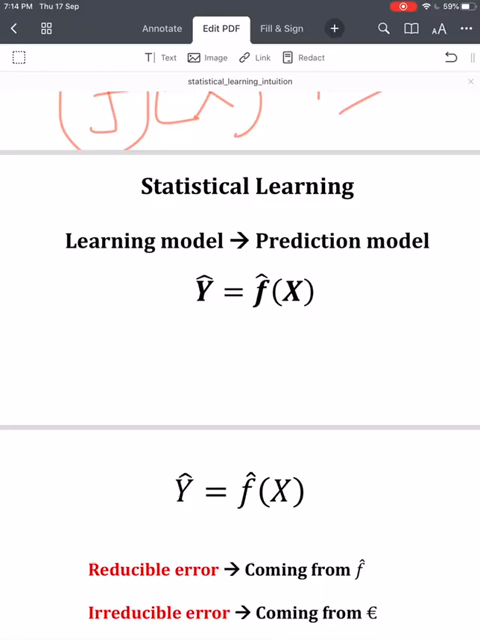 7:14 PM Thu 17 Sep
59%
Annotate Edit PDF Fill & Sign
Text Image Link Redact
statistical_learning_intuition
Statistical Learning
Learning model → Prediction model
Ŷ = f̂(X)
Ŷ = f̂(X)
Reducible error → Coming from f̂
Irreducible error → Coming from €